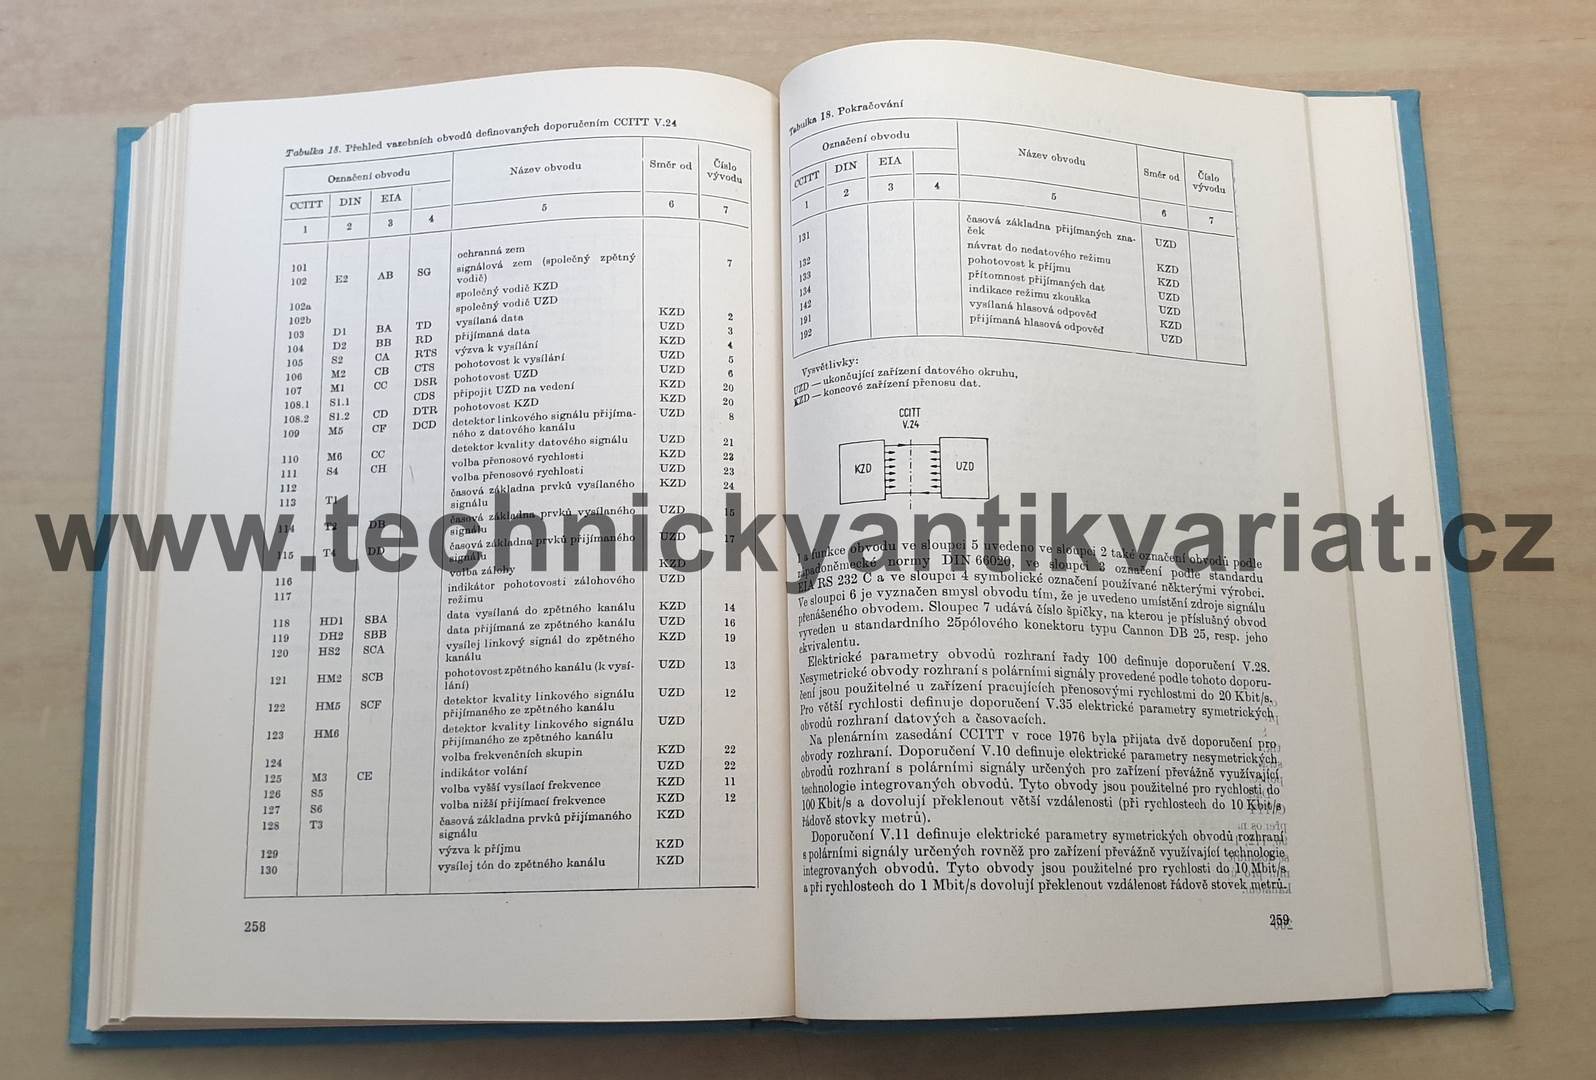 Tabulka 18. Přehled vazebních obvodů definovaných doporučením CCITT V.24
Označení obvodu Název obvodu Směr od Číslo vývodu
CCITT DIN EIA
1 2 3 4 5 6 7
101 ochranná zem
102 E2 AB SG signálová zem (společný zpětný 7
vodič)
102a společný vodič KZD
102b společný vodič UZD
103 D1 BA TD vysílaná data KZD 2
104 D2 BB RD přijímaná data UZD 3
105 S2 CA RTS výzva k vysílání KZD 4
106 M2 CB CTS pohotovost k vysílání UZD 5
107 M1 CC DSR pohotovost UZD UZD 6
108.1 S1.1 CDS připojit UZD na vedení KZD 20
108.2 S1.2 CD DTR pohotovost KZD KZD 20
109 M5 CF DCD detektor linkového signálu přijíma- UZD 8
ného z datového kanálu
110 M6 CC detektor kvality datového signálu UZD 21
111 S4 CH volba přenosové rychlosti KZD 23
112 volba přenosové rychlosti UZD 23
113 T1 časová základna prvků vysílaného KZD 24
signálu
114 T2 DB časová základna prvků vysílaného UZD 15
signálu
115 T4 DD časová základna prvků přijímaného UZD 17
signálu
116 volba zálohy KZD
117 indikátor pohotovosti zálohového UZD
režimu
118 HD1 SBA data vysílaná do zpětného kanálu KZD 14
119 DH2 SBB data přijímaná ze zpětného kanálu UZD 16
120 HS2 SCA vysílej linkový signál do zpětného KZD 19
kanálu
121 HM2 SCB pohotovost zpětného kanálu (k vysí- UZD 13
lání)
122 HM5 SCF detektor kvality linkového signálu UZD 12
přijímaného ze zpětného kanálu
123 HM6 detektor kvality linkového signálu UZD
přijímaného ze zpětného kanálu
124 volba frekvenčních skupin KZD 22
125 M3 CE indikátor volání UZD 22
126 S5 volba vyšší vysílací frekvence KZD 11
127 S6 volba nižší přijímací frekvence KZD 12
128 T3 časová základna prvků přijímaného KZD
signálu
129 výzva k příjmu KZD
130 vysílej tón do zpětného kanálu KZD
258
Tabulka 18. Pokračování
Označení obvodu Název obvodu Směr od Číslo vývodu
CCITT DIN EIA
1 2 3 4 5 6 7
131 časová základna přijímaných zna- UZD
ček
132 návrat do nedatového režimu KZD
133 pohotovost k příjmu KZD
134 přítomnost přijímaných dat UZD
142 indikace režimu zkouška UZD
191 vysílaná hlasová odpověď KZD
192 přijímaná hlasová odpověď UZD
Vysvětlivky:
UZD — ukončující zařízení datového okruhu,
KZD — koncové zařízení přenosu dat.
CCITT
V.24
KZD UZD
funkce obvodu ve sloupci 5 uvedeno ve sloupci 2 také označení obvodů podle
západoněmecké normy DIN 66020, ve sloupci 3 označení podle standardu
EIA RS 232 C a ve sloupci 4 symbolické označení používané některými výrobci.
Ve sloupci 6 je vyznačen smysl obvodu tím, že je uvedeno umístění zdroje signálu
přenášeného obvodem. Sloupec 7 udává číslo špičky, na kterou je příslušný obvod
vyveden u standardního 25pólového konektoru typu Cannon DB 25, resp. jeho
ekvivalentu.
Elektrické parametry obvodů rozhraní řady 100 definuje doporučení V.28.
Nesymetrické obvody rozhraní s polárními signály provedené podle tohoto doporu-
čení jsou použitelné u zařízení pracujících přenosovými rychlostmi do 20 Kbit/s.
Pro větší rychlosti definuje doporučení V.35 elektrické parametry symetrických
obvodů rozhraní datových a časovacích.
Na plenárním zasedání CCITT v roce 1976 byla přijata dvě doporučení pro
obvody rozhraní. Doporučení V.10 definuje elektrické parametry nesymetrických
obvodů rozhraní s polárními signály určených pro zařízení převážně využívající
technologie integrovaných obvodů. Tyto obvody jsou použitelné pro rychlosti do
100 Kbit/s a dovolují překlenout větší vzdálenosti (při rychlostech do 10 Kbit/s
řádově stovky metrů).
Doporučení V.11 definuje elektrické parametry symetrických obvodů rozhraní
s polárními signály určených rovněž pro zařízení převážně využívající technologie
integrovaných obvodů. Tyto obvody jsou použitelné pro rychlosti do 10 Mbit/s
a při rychlostech do 1 Mbit/s dovolují překlenout vzdálenost řádově stovek metrů.
259
www.technickyantikvariat.cz